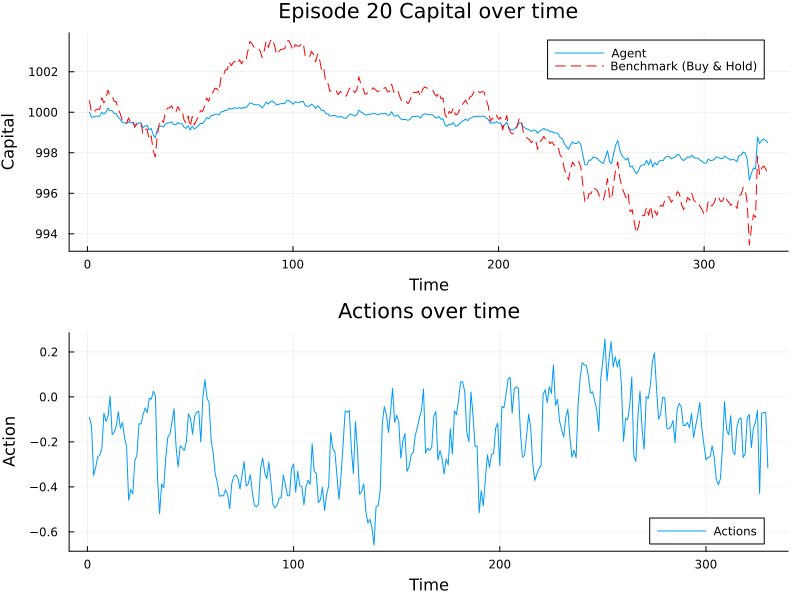 Episode 20 Capital over time
Capital
1002
1000
998
996
994
Agent
Benchmark (Buy & Hold)
0 100 200 300
Time
Actions over time
Action
0.2
0.0
−0.2
−0.4
−0.6
Actions
0 100 200 300
Time